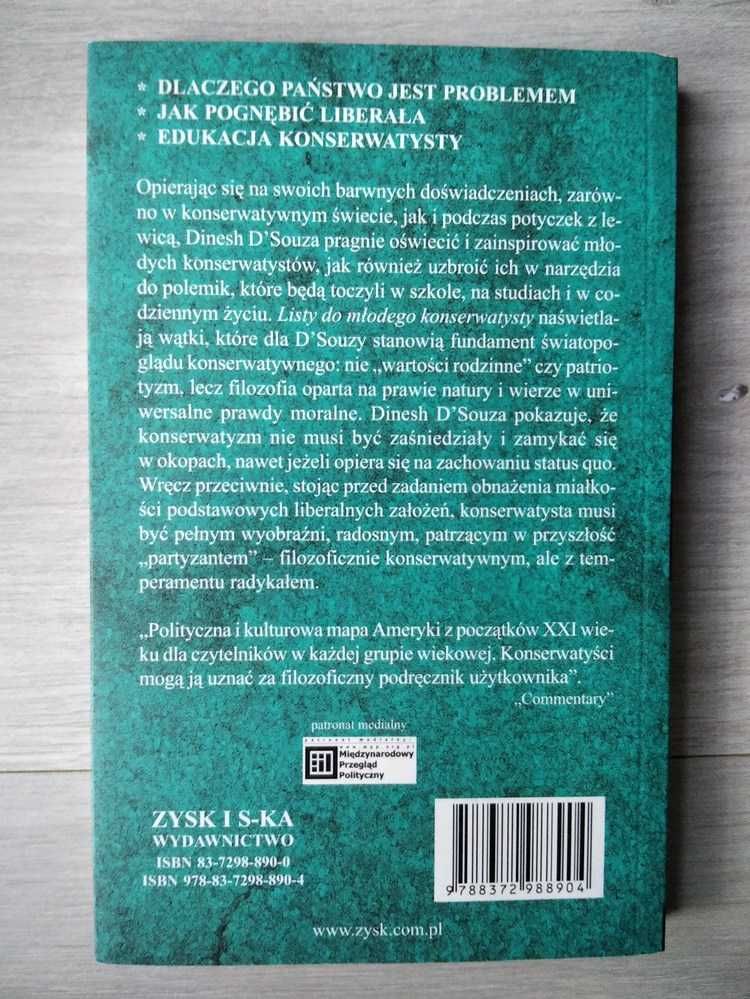 * DLACZEGO PAŃSTWO JEST PROBLEMEM
* JAK POGNĘBIĆ LIBERAŁA
* EDUKACJA KONSERWATYSTY
Opierając się na swoich barwnych doświadczeniach, zarów-
no w konserwatywnym świecie, jak i podczas potyczek z le-
wicą, Dinesh D'Souza pragnie oświecić i zainspirować mło-
dych konserwatystów, jak również uzbroić ich w narzędzia
do polemik, które będą toczyli w szkole, na studiach i w co-
dziennym życiu. Listy do młodego konserwatysty naświetla-
ją wątki, które dla D'Souzy stanowią fundament światopo-
glądu konserwatywnego: nie „wartości rodzinne” czy patrio-
tyzm, lecz filozofia oparta na prawie natury i wierze w uni-
wersalne prawdy moralne. Dinesh D'Souza pokazuje, że
konserwatyzm nie musi być zaśniedziały i zamykać się
w okopach, nawet jeżeli opiera się na zachowaniu status quo.
Wręcz przeciwnie, stojąc przed zadaniem obnażenia miałko-
ści podstawowych liberalnych założeń, konserwatysta musi
być pełnym wyobraźni, radosnym, patrzącym w przyszłość
„partyzantem” – filozoficznie konserwatywnym, ale z tem-
peramentu radykałem.
„Polityczna i kulturowa mapa Ameryki z początków XXI wie-
ku dla czytelników w każdej grupie wiekowej. Konserwatyści
mogą ją uznać za filozoficzny podręcznik użytkownika”.
„Commentary”
patronat medialny
patronat medialny:
www.mpp.org.pl
Międzynarodowy
Przegląd
Polityczny
ZYSK I S-KA
WYDAWNICTWO
ISBN 83-7298-890-0
ISBN 978-83-7298-890-4
9 788372 988904
www.zysk.com.pl